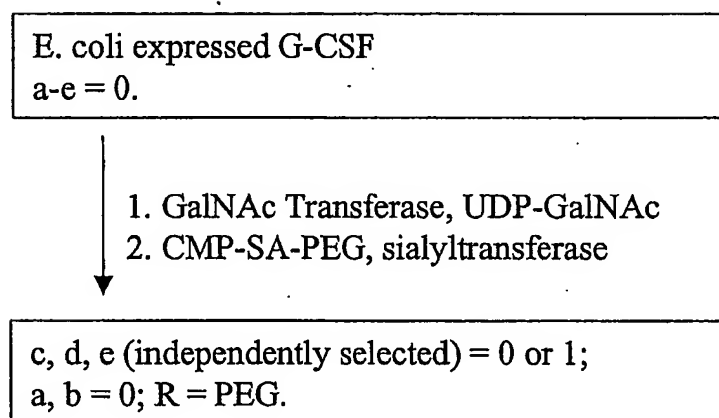 E. coli expressed G-CSF
a-e = 0.
1. GalNAc Transferase, UDP-GalNAc
2. CMP-SA-PEG, sialyltransferase
c, d, e (independently selected) = 0 or 1;
a, b = 0; R = PEG.